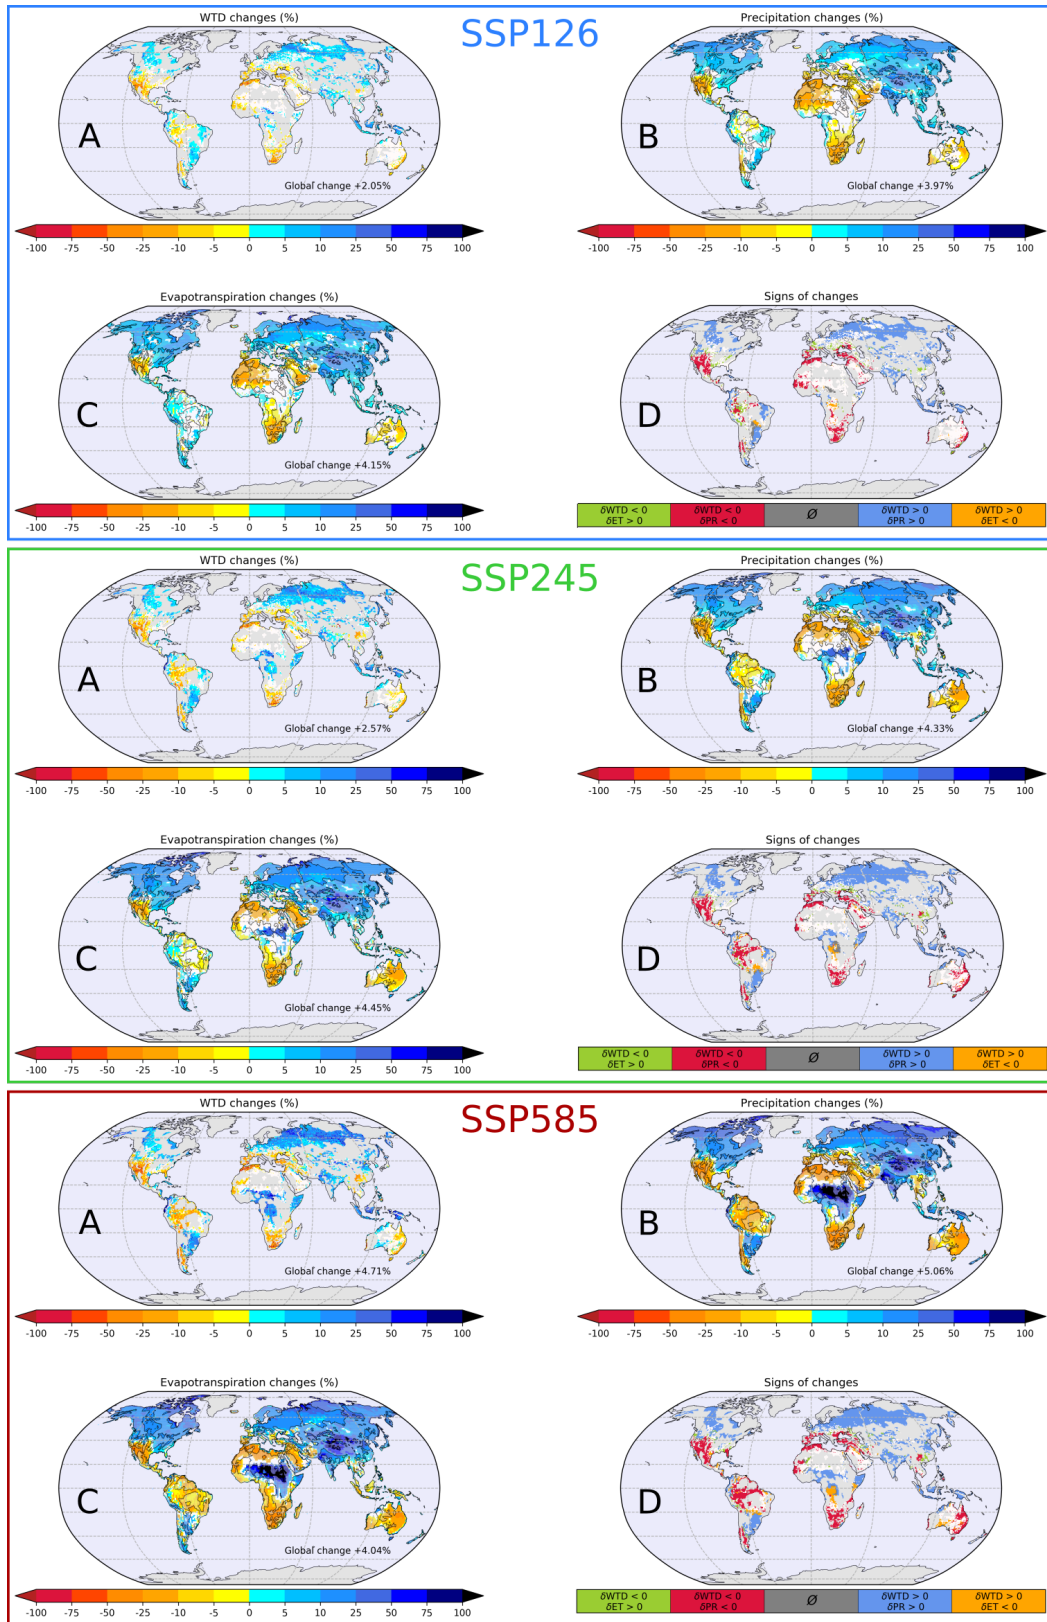 SSP126
WTD changes (%)
A
Global change +2.05%
-100 -75 -50 -25 -10 -5 0 5 10 25 50 75 100
Precipitation changes (%)
B
Global change +3.97%
-100 -75 -50 -25 -10 -5 0 5 10 25 50 75 100
Evapotranspiration changes (%)
C
Global change +4.15%
-100 -75 -50 -25 -10 -5 0 5 10 25 50 75 100
Signs of changes
D
δWTD < 0
δET > 0
δWTD < 0
δPR < 0
Ø
δWTD > 0
δPR > 0
δWTD > 0
δET < 0
SSP245
WTD changes (%)
A
Global change +2.57%
-100 -75 -50 -25 -10 -5 0 5 10 25 50 75 100
Precipitation changes (%)
B
Global change +4.33%
-100 -75 -50 -25 -10 -5 0 5 10 25 50 75 100
Evapotranspiration changes (%)
C
Global change +4.45%
-100 -75 -50 -25 -10 -5 0 5 10 25 50 75 100
Signs of changes
D
δWTD < 0
δET > 0
δWTD < 0
δPR < 0
Ø
δWTD > 0
δPR > 0
δWTD > 0
δET < 0
SSP585
WTD changes (%)
A
Global change +4.71%
-100 -75 -50 -25 -10 -5 0 5 10 25 50 75 100
Precipitation changes (%)
B
Global change +5.06%
-100 -75 -50 -25 -10 -5 0 5 10 25 50 75 100
Evapotranspiration changes (%)
C
Global change +4.04%
-100 -75 -50 -25 -10 -5 0 5 10 25 50 75 100
Signs of changes
D
δWTD < 0
δET > 0
δWTD < 0
δPR < 0
Ø
δWTD > 0
δPR > 0
δWTD > 0
δET < 0